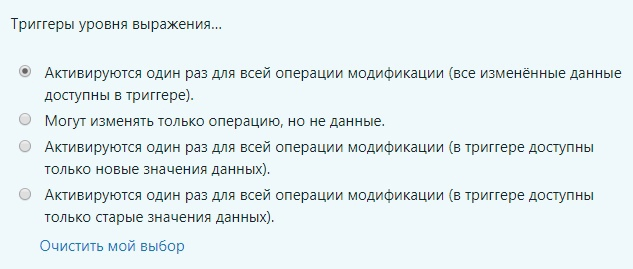 Триггеры уровня выражения...
Активируются один раз для всей операции модификации (все изменённые данные
доступны в триггере).
Могут изменять только операцию, но не данные.
Активируются один раз для всей операции модификации (в триггере доступны
только новые значения данных).
Активируются один раз для всей операции модификации (в триггере доступны
только старые значения данных).
Очистить мой выбор